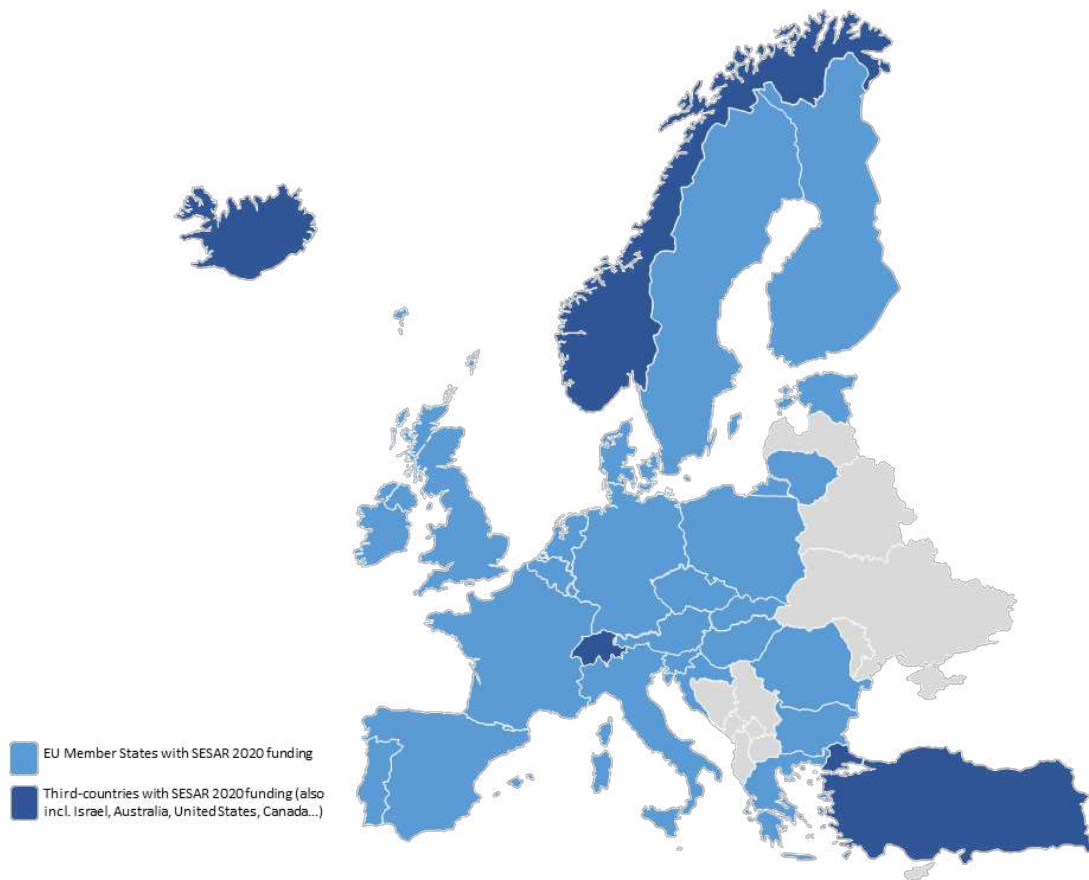 EU Member States with SESAR 2020 funding
Third-countries with SESAR 2020 funding (also
incl. Israel, Australia, United States, Canada...)